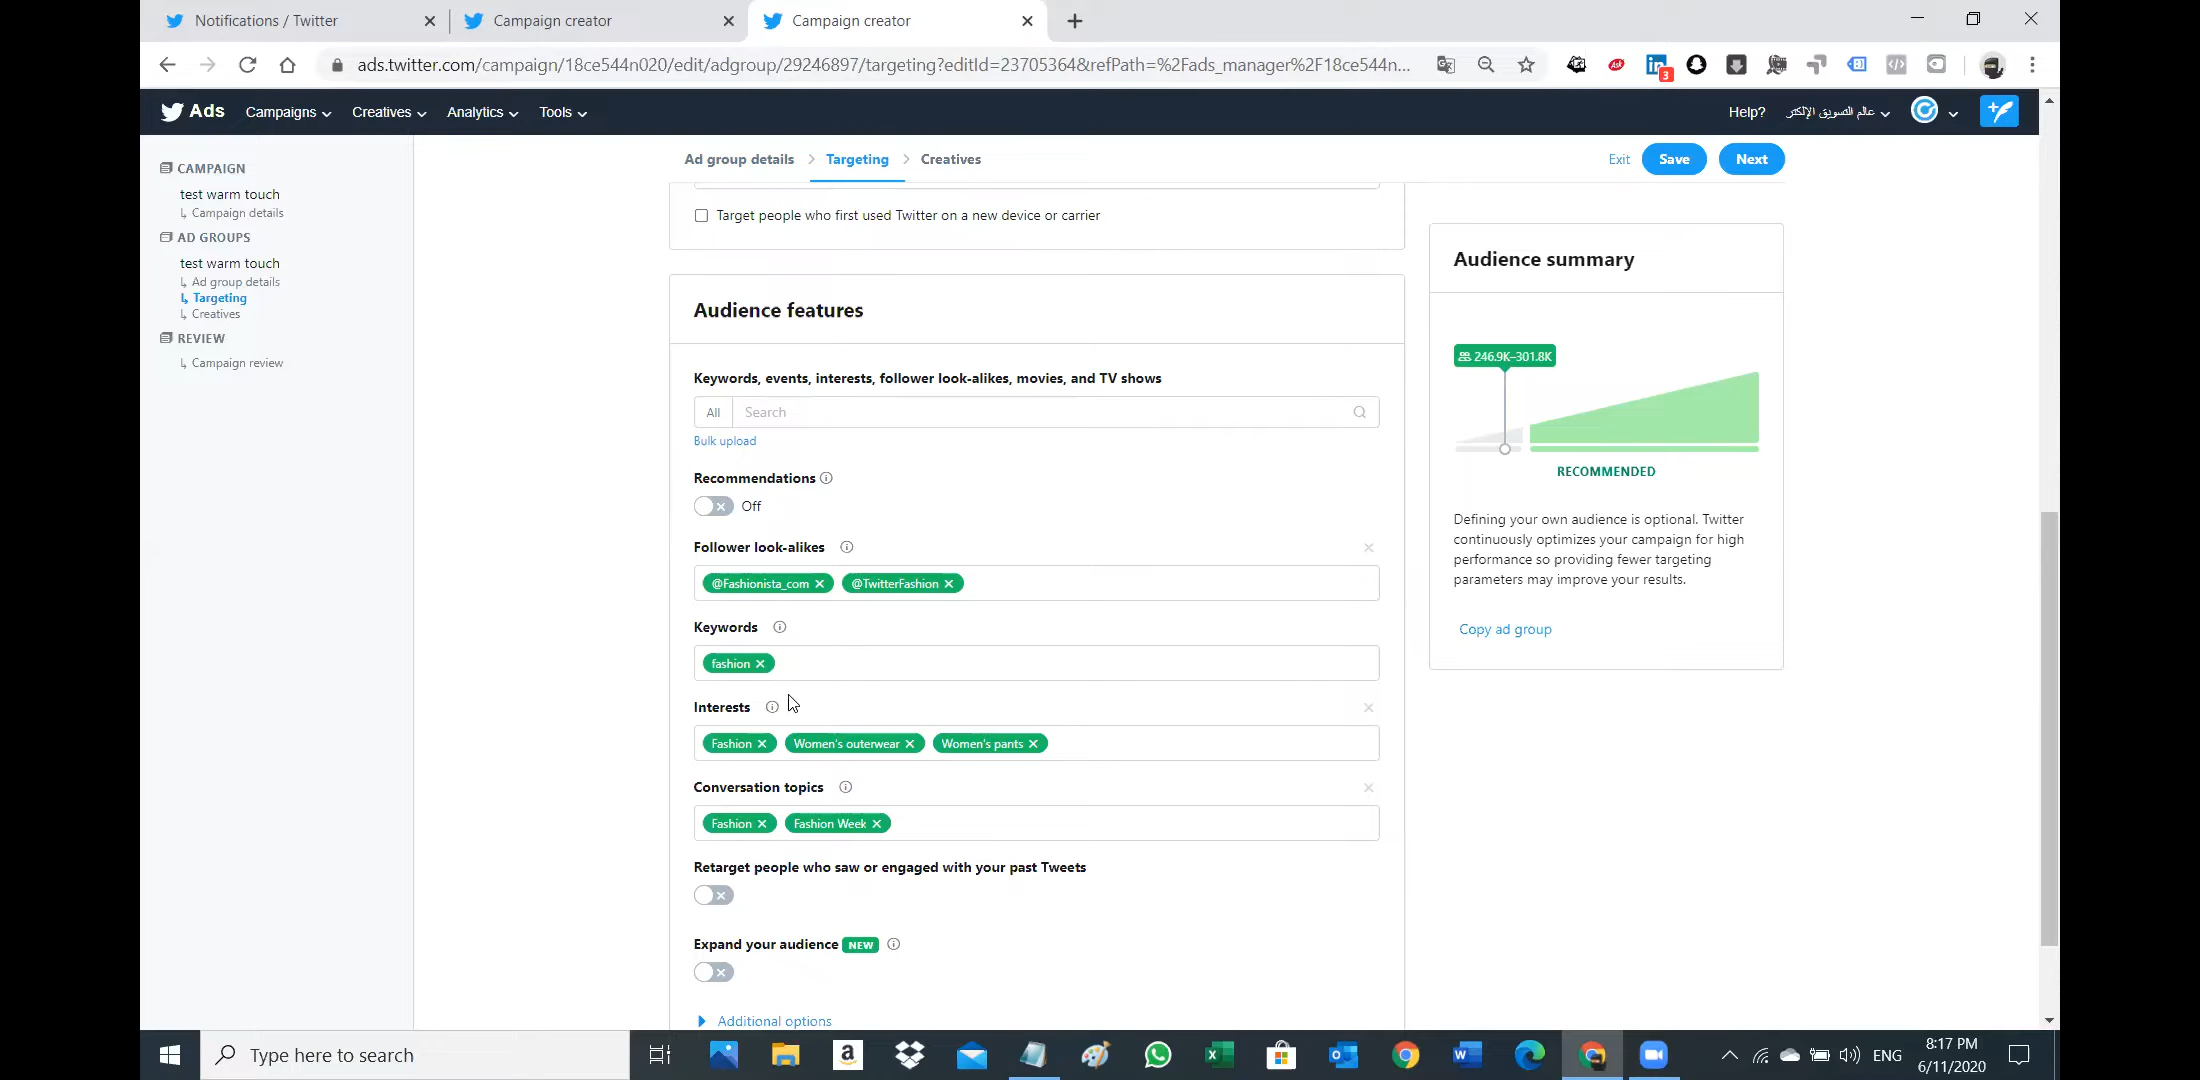 Notifications / Twitter
Campaign creator
Campaign creator
ads.twitter.com/campaign/18ce544n020/edit/adgroup/29246897/targeting?editId=23705364&refPath=%2Fads_manager%2F18ce544n...
3
Ads Campaigns Creatives Analytics Tools
Help? عالم التسويق الإلكتر
CAMPAIGN
test warm touch
Campaign details
AD GROUPS
test warm touch
Ad group details
Targeting
Creatives
REVIEW
Campaign review
Ad group details > Targeting > Creatives
Exit Save Next
Target people who first used Twitter on a new device or carrier
Audience features
Keywords, events, interests, follower look-alikes, movies, and TV shows
All Search
Bulk upload
Recommendations
Off
Follower look-alikes
@Fashionista_com @TwitterFashion
Keywords
fashion
Interests
Fashion Women's outerwear Women's pants
Conversation topics
Fashion Fashion Week
Retarget people who saw or engaged with your past Tweets
Expand your audience NEW
Additional options
Audience summary
246.9K–301.8K
RECOMMENDED
Defining your own audience is optional. Twitter
continuously optimizes your campaign for high
performance so providing fewer targeting
parameters may improve your results.
Copy ad group
Type here to search
ENG
8:17 PM
6/11/2020